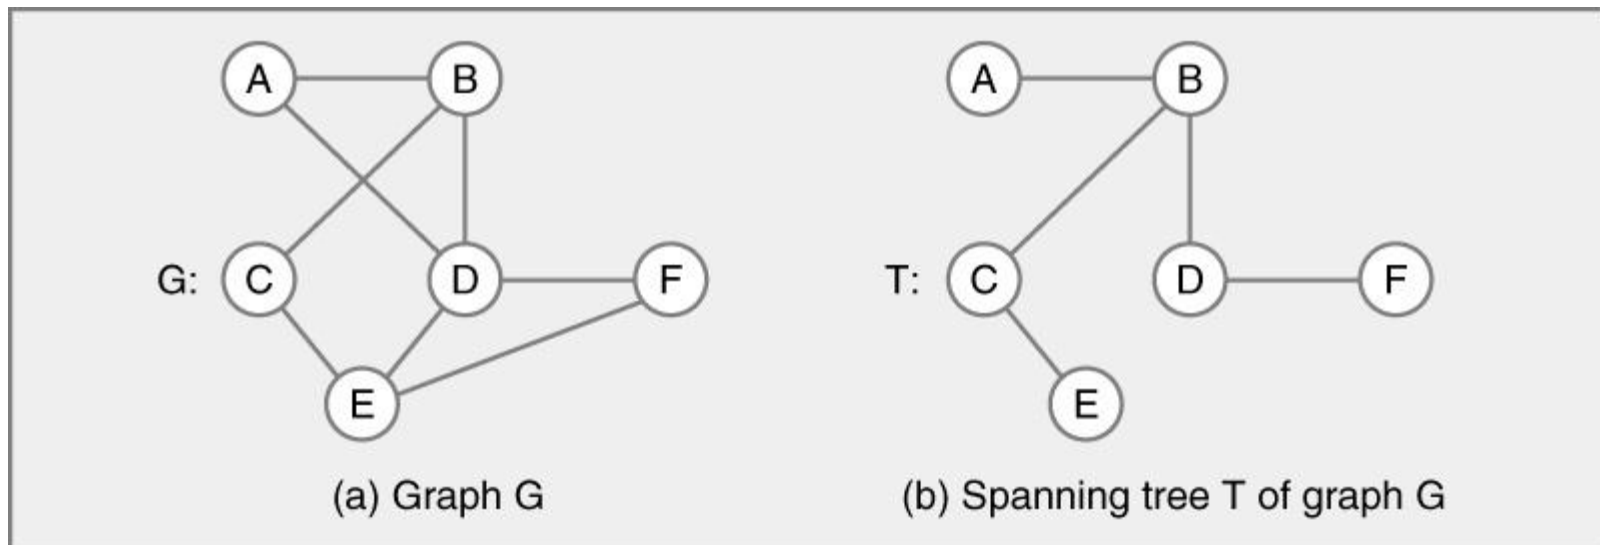 A B
G: C D F
E
(a) Graph G
A B
T: C D F
E
(b) Spanning tree T of graph G